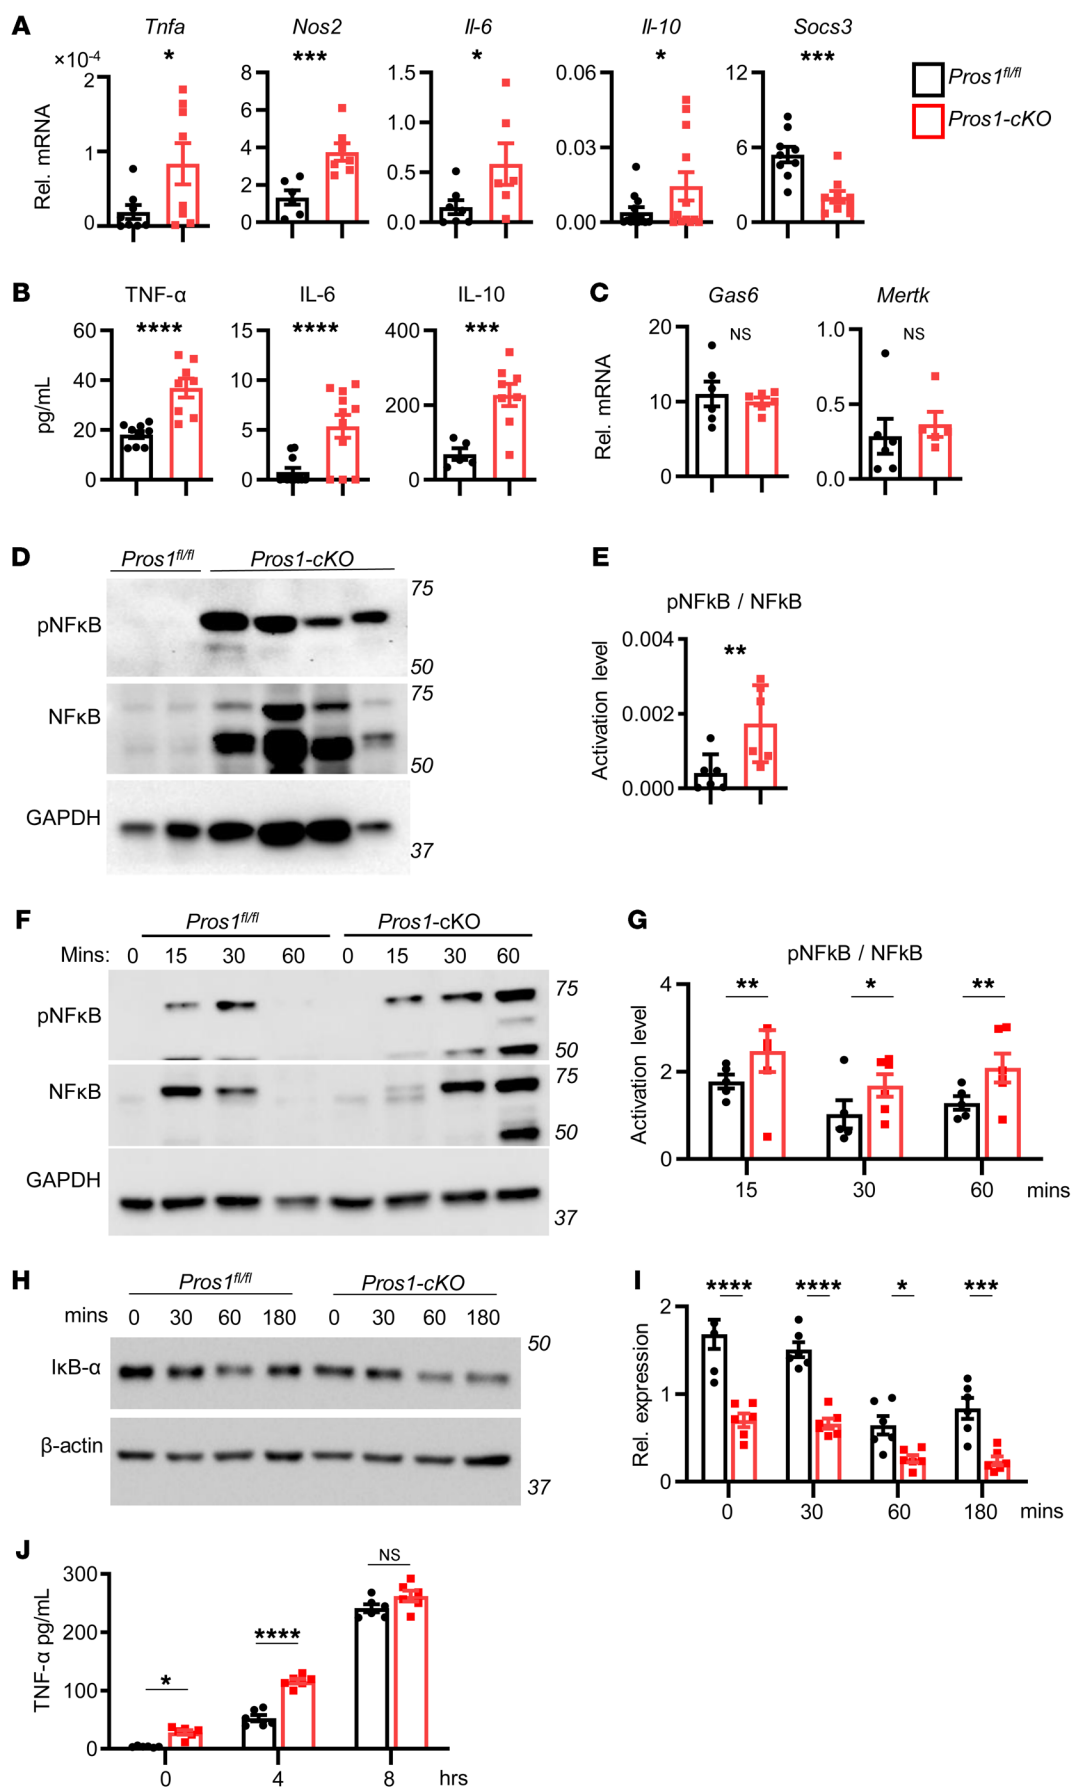 A
Tnfa Nos2 Il-6 Il-10 Socs3
×10⁻⁴ * *** * * ***
Rel. mRNA
2 1 0
8 6 4 2 0
1.5 1.0 0.5 0.0
0.06 0.03 0.00
12 6 0
Pros1fl/fl
Pros1-cKO
B
TNF-α IL-6 IL-10
**** **** ***
pg/mL
60 40 20 0
15 10 5 0
400 200 0
C
Gas6 Mertk
NS NS
Rel. mRNA
20 10 0
1.0 0.5 0.0
D
Pros1fl/fl Pros1-cKO
75
pNFκB
50
75
NFκB
50
GAPDH
37
E
pNFkB / NFkB
**
Activation level
0.004
0.002
0.000
F
Pros1fl/fl Pros1-cKO
Mins: 0 15 30 60 0 15 30 60
75
pNFκB
50
75
NFκB
50
GAPDH
37
G
pNFkB / NFkB
** * **
Activation level
4
2
0
15 30 60 mins
H
Pros1fl/fl Pros1-cKO
mins 0 30 60 180 0 30 60 180
50
IκB-α
β-actin
37
I
**** **** * ***
Rel. expression
2
1
0
0 30 60 180 mins
J
NS
****
*
TNF-α pg/mL
300
200
100
0
0 4 8 hrs